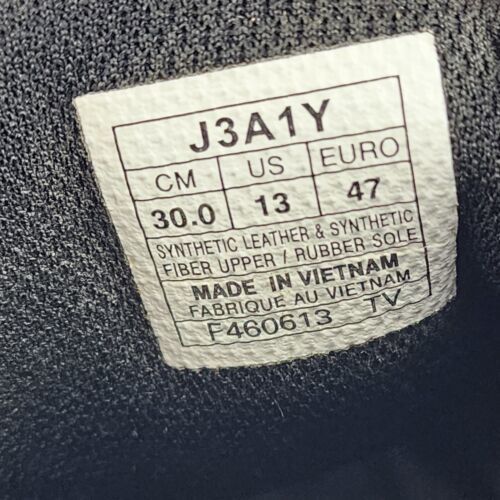 J3A1Y
CM US EURO
30.0 13 47
SYNTHETIC LEATHER & SYNTHETIC
FIBER UPPER / RUBBER SOLE
MADE IN VIETNAM
FABRIQUE AU VIETNAM
F460613 TV